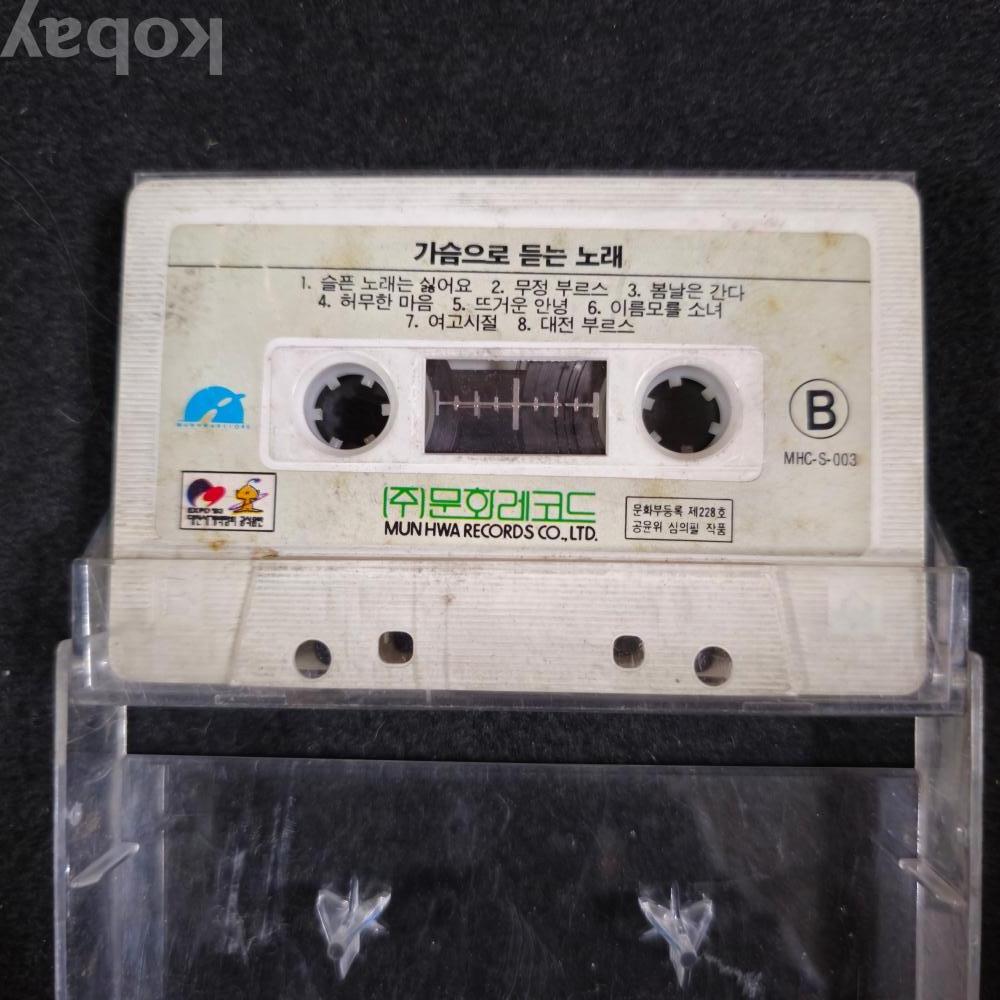 kobay
가슴으로 듣는 노래
1. 슬픈 노래는 싫어요 2. 무정 부르스 3. 봄날은 간다
4. 허무한 마음 5. 뜨거운 안녕 6. 이름모를 소녀
7. 여고시절 8. 대전 부르스
B
MHC-S-003
MUNHWA RECORD
EXPO '93
(주)문화레코드
MUN HWA RECORDS CO., LTD.
문화부등록 제228호
공윤위 심의필 작품